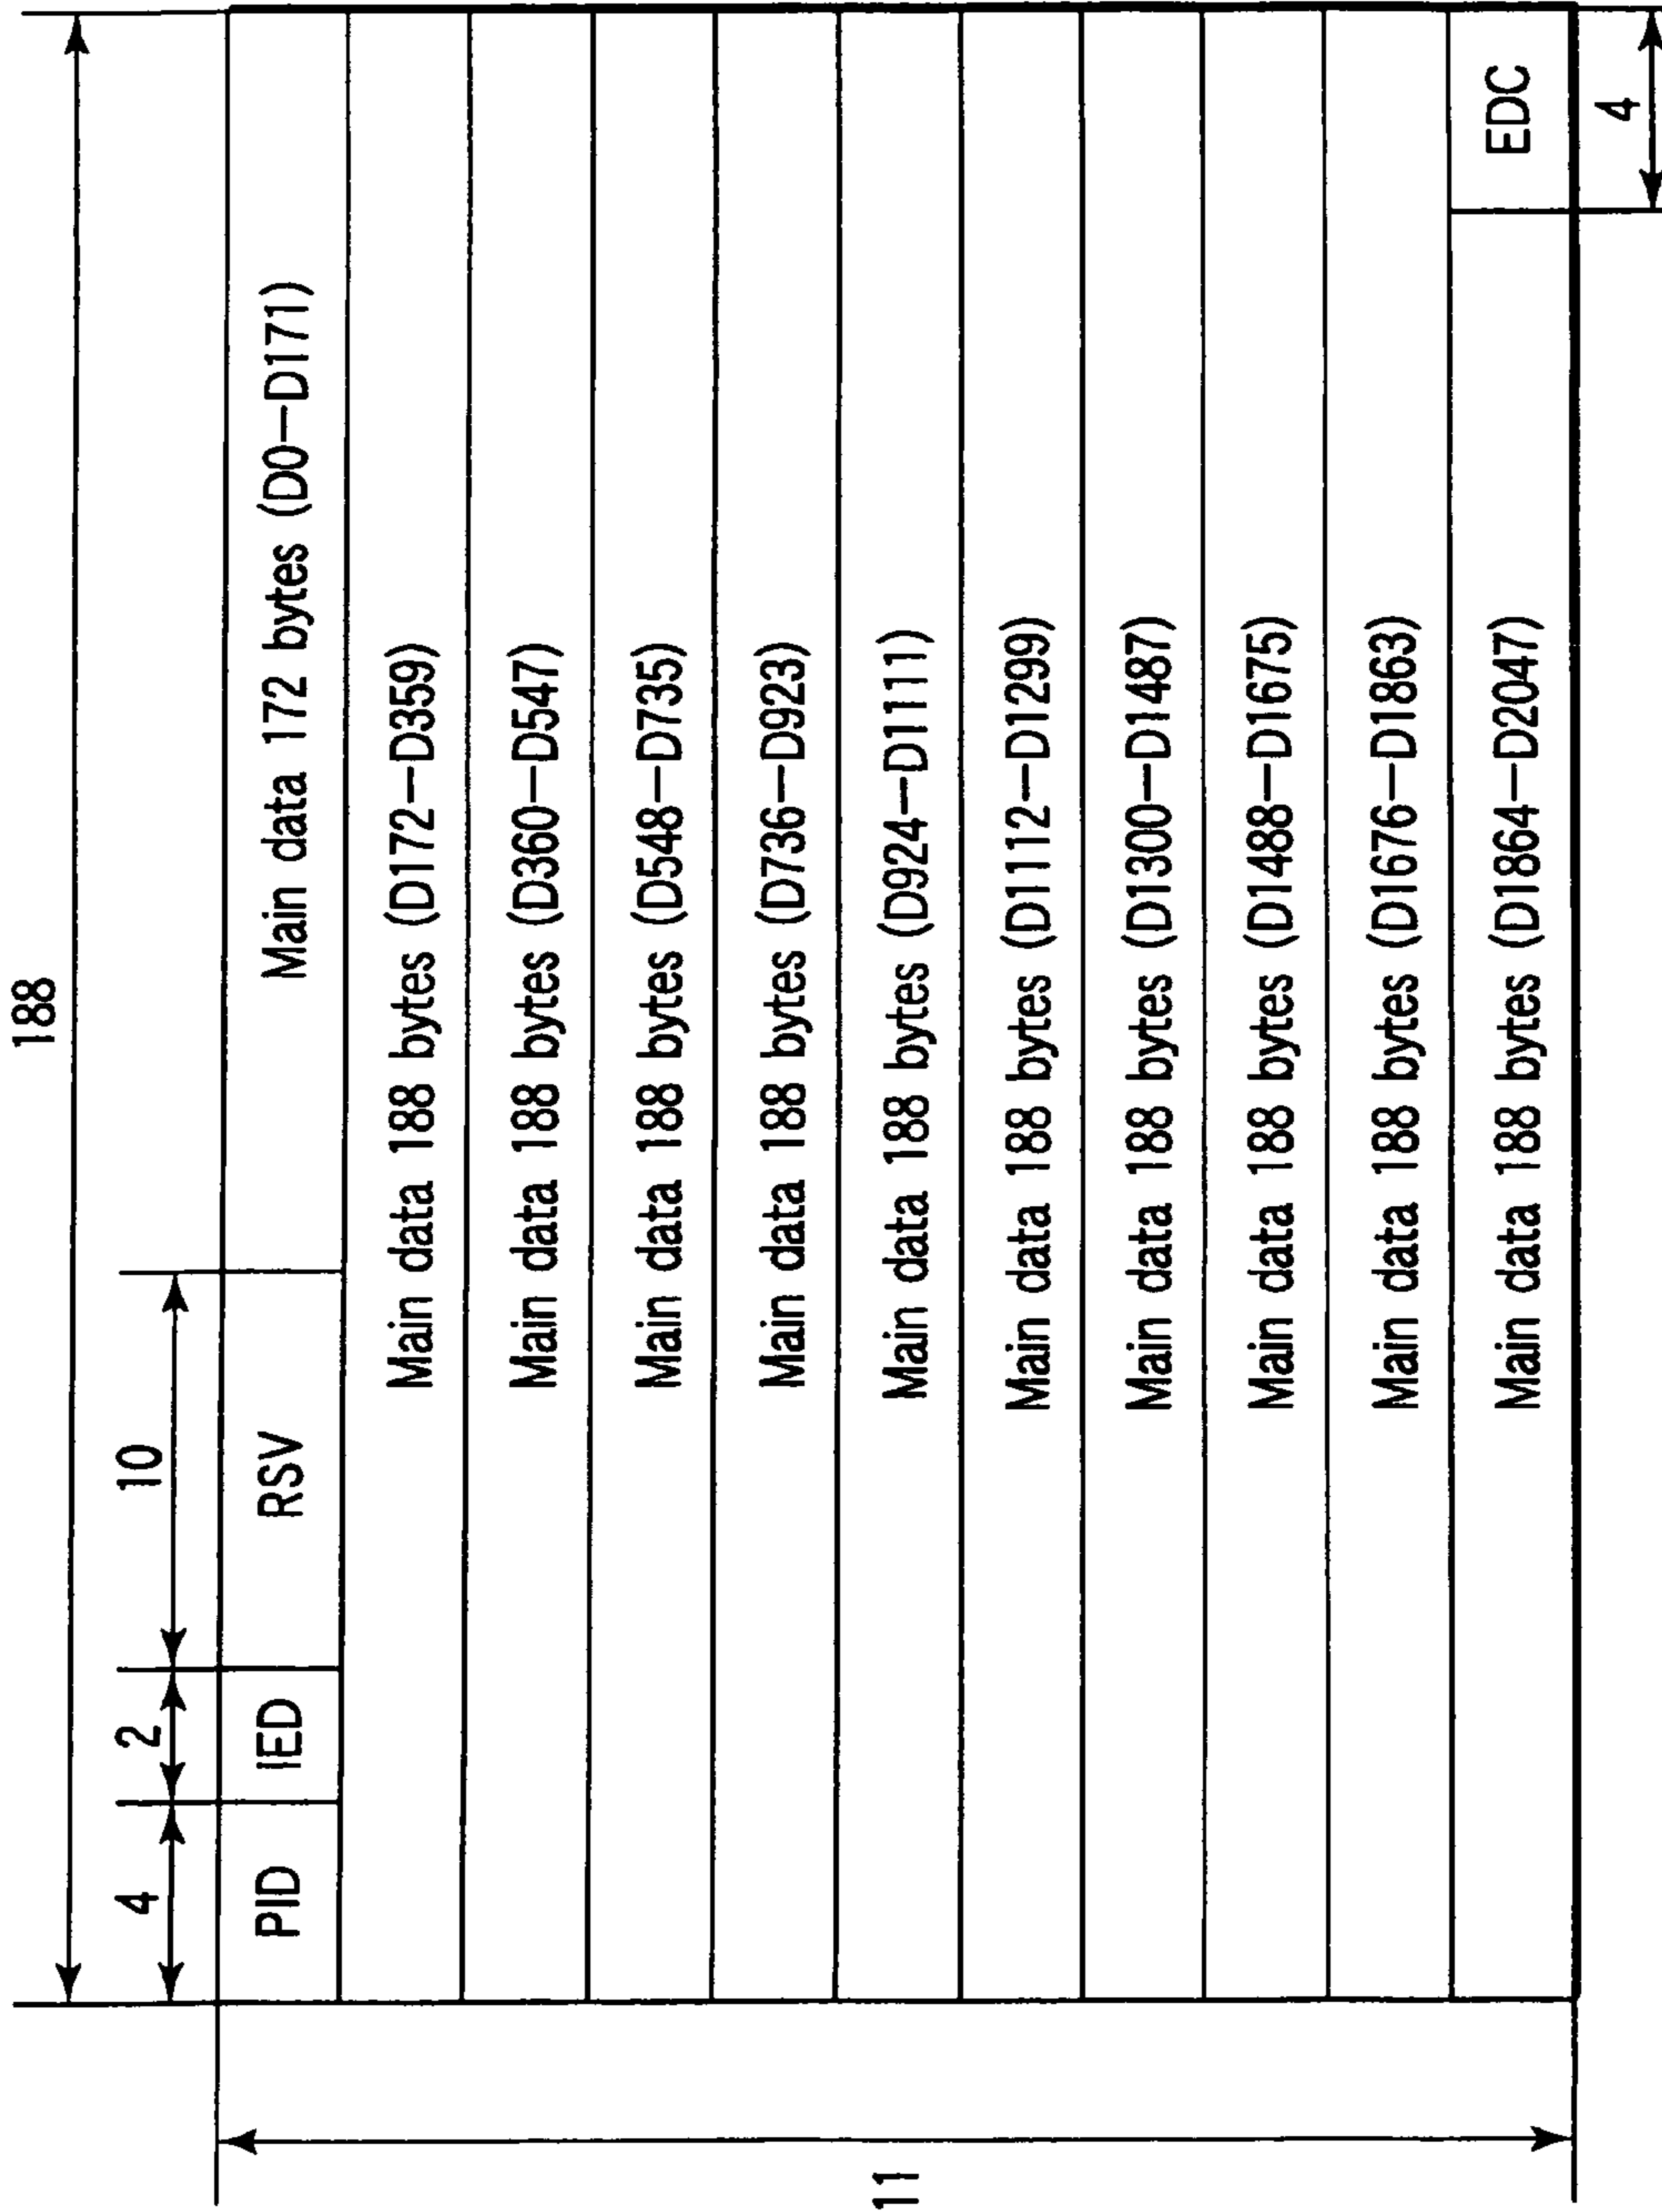 188
4 2 10
PID IED RSV Main data 172 bytes (D0-D171)
Main data 188 bytes (D172-D359)
Main data 188 bytes (D360-D547)
Main data 188 bytes (D548-D735)
Main data 188 bytes (D736-D923)
Main data 188 bytes (D924-D1111)
Main data 188 bytes (D1112-D1299)
Main data 188 bytes (D1300-D1487)
Main data 188 bytes (D1488-D1675)
Main data 188 bytes (D1676-D1863)
Main data 188 bytes (D1864-D2047) EDC
4
11